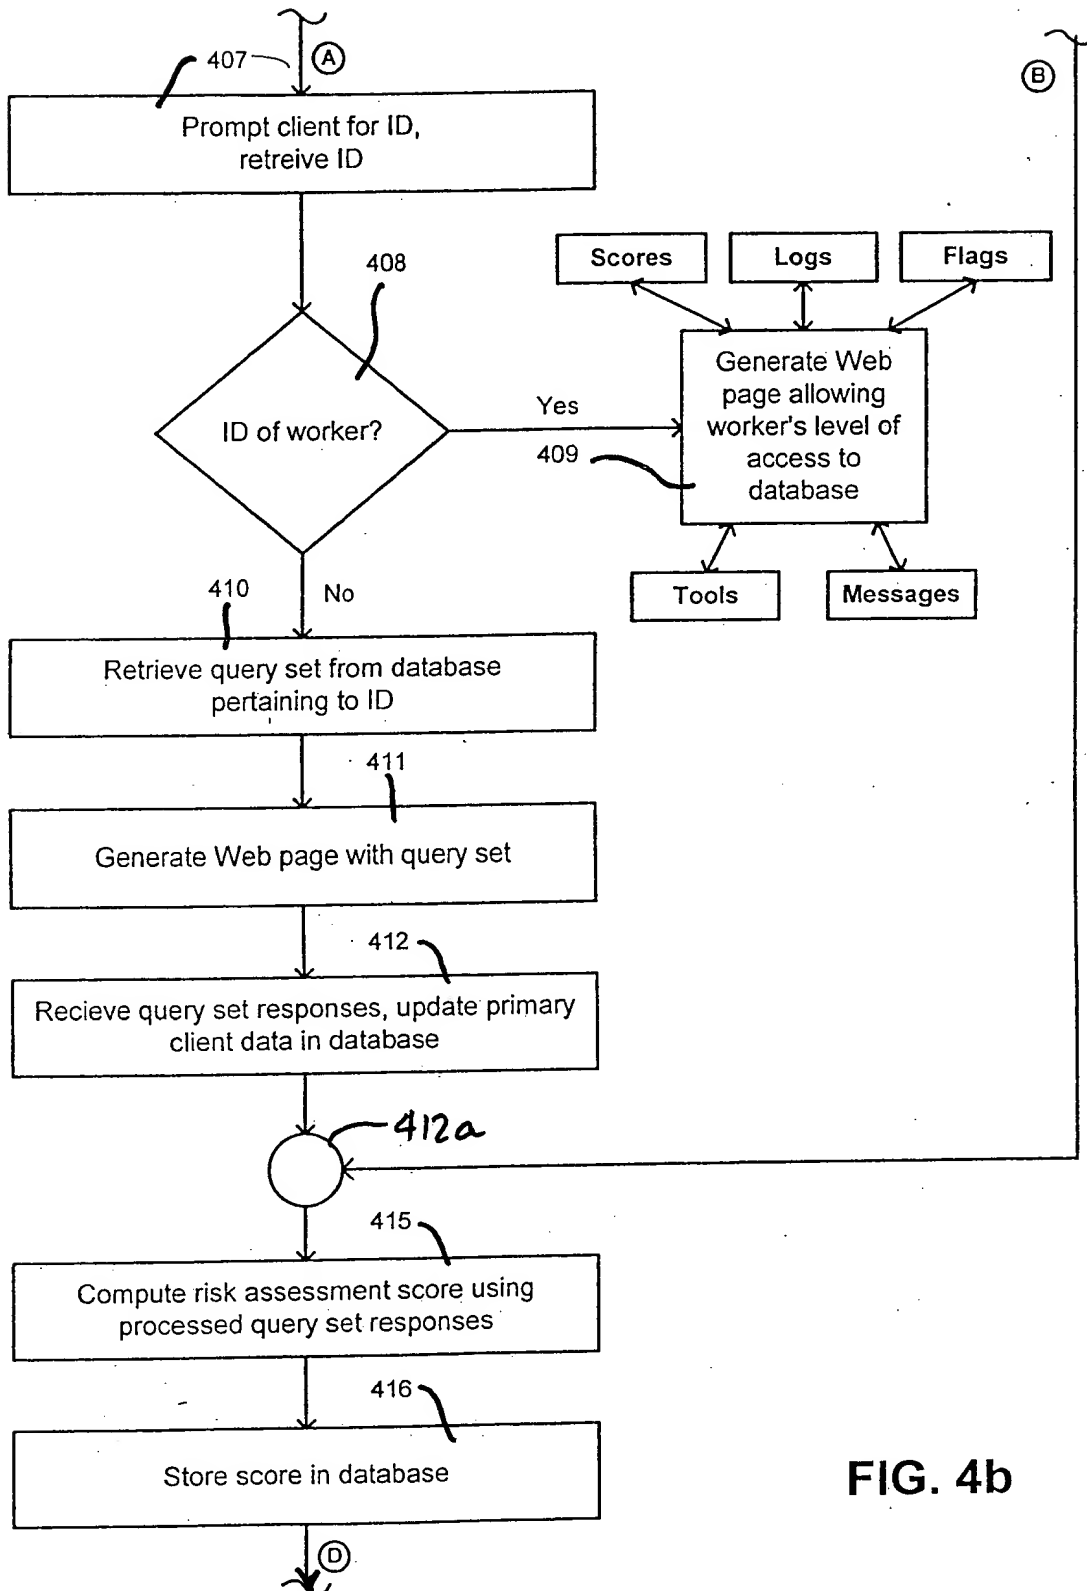 407
A
B
Prompt client for ID,
retreive ID
408
Scores
Logs
Flags
ID of worker?
Yes
409
Generate Web
page allowing
worker's level of
access to
database
410
No
Tools
Messages
Retrieve query set from database
pertaining to ID
411
Generate Web page with query set
412
Recieve query set responses, update primary
client data in database
412a
415
Compute risk assessment score using
processed query set responses
416
Store score in database
FIG. 4b
D